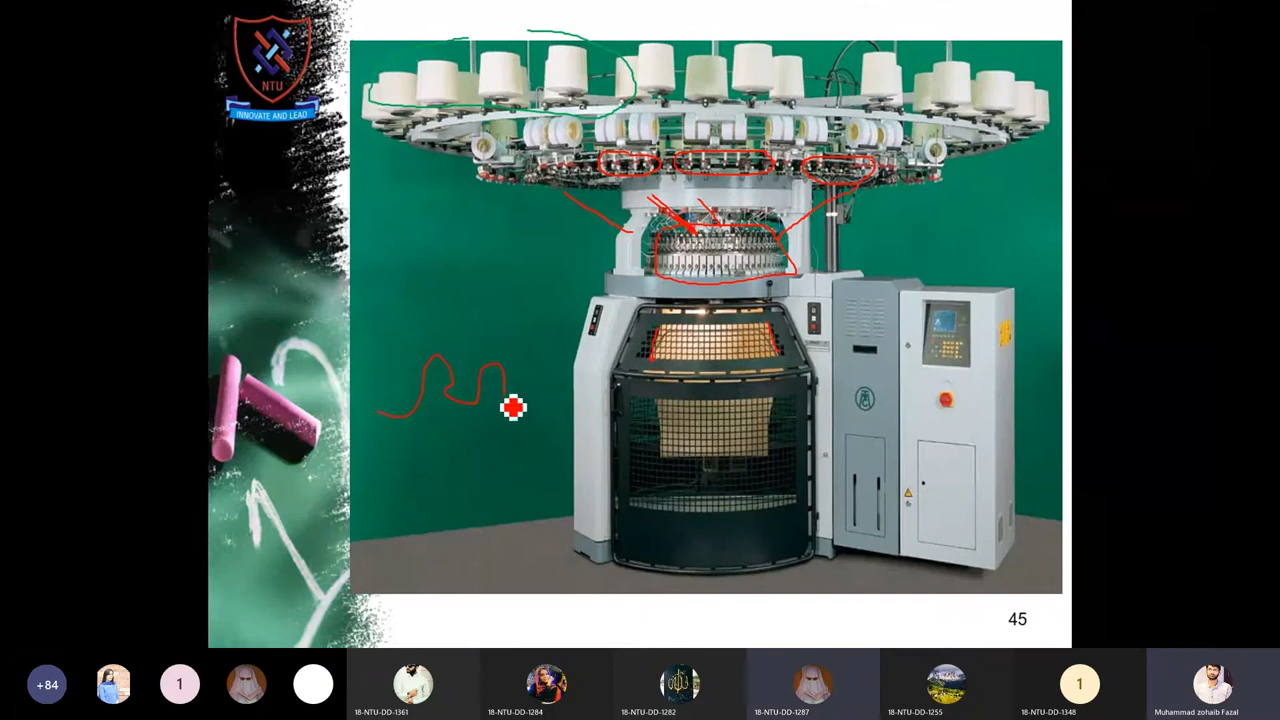 NTU
INNOVATE AND LEAD
45
+84
1
1
18-NTU-DD-1361
18-NTU-DD-1284
18-NTU-DD-1282
18-NTU-DD-1287
18-NTU-DD-1255
18-NTU-DD-1348
Muhammad zohaib Fazal